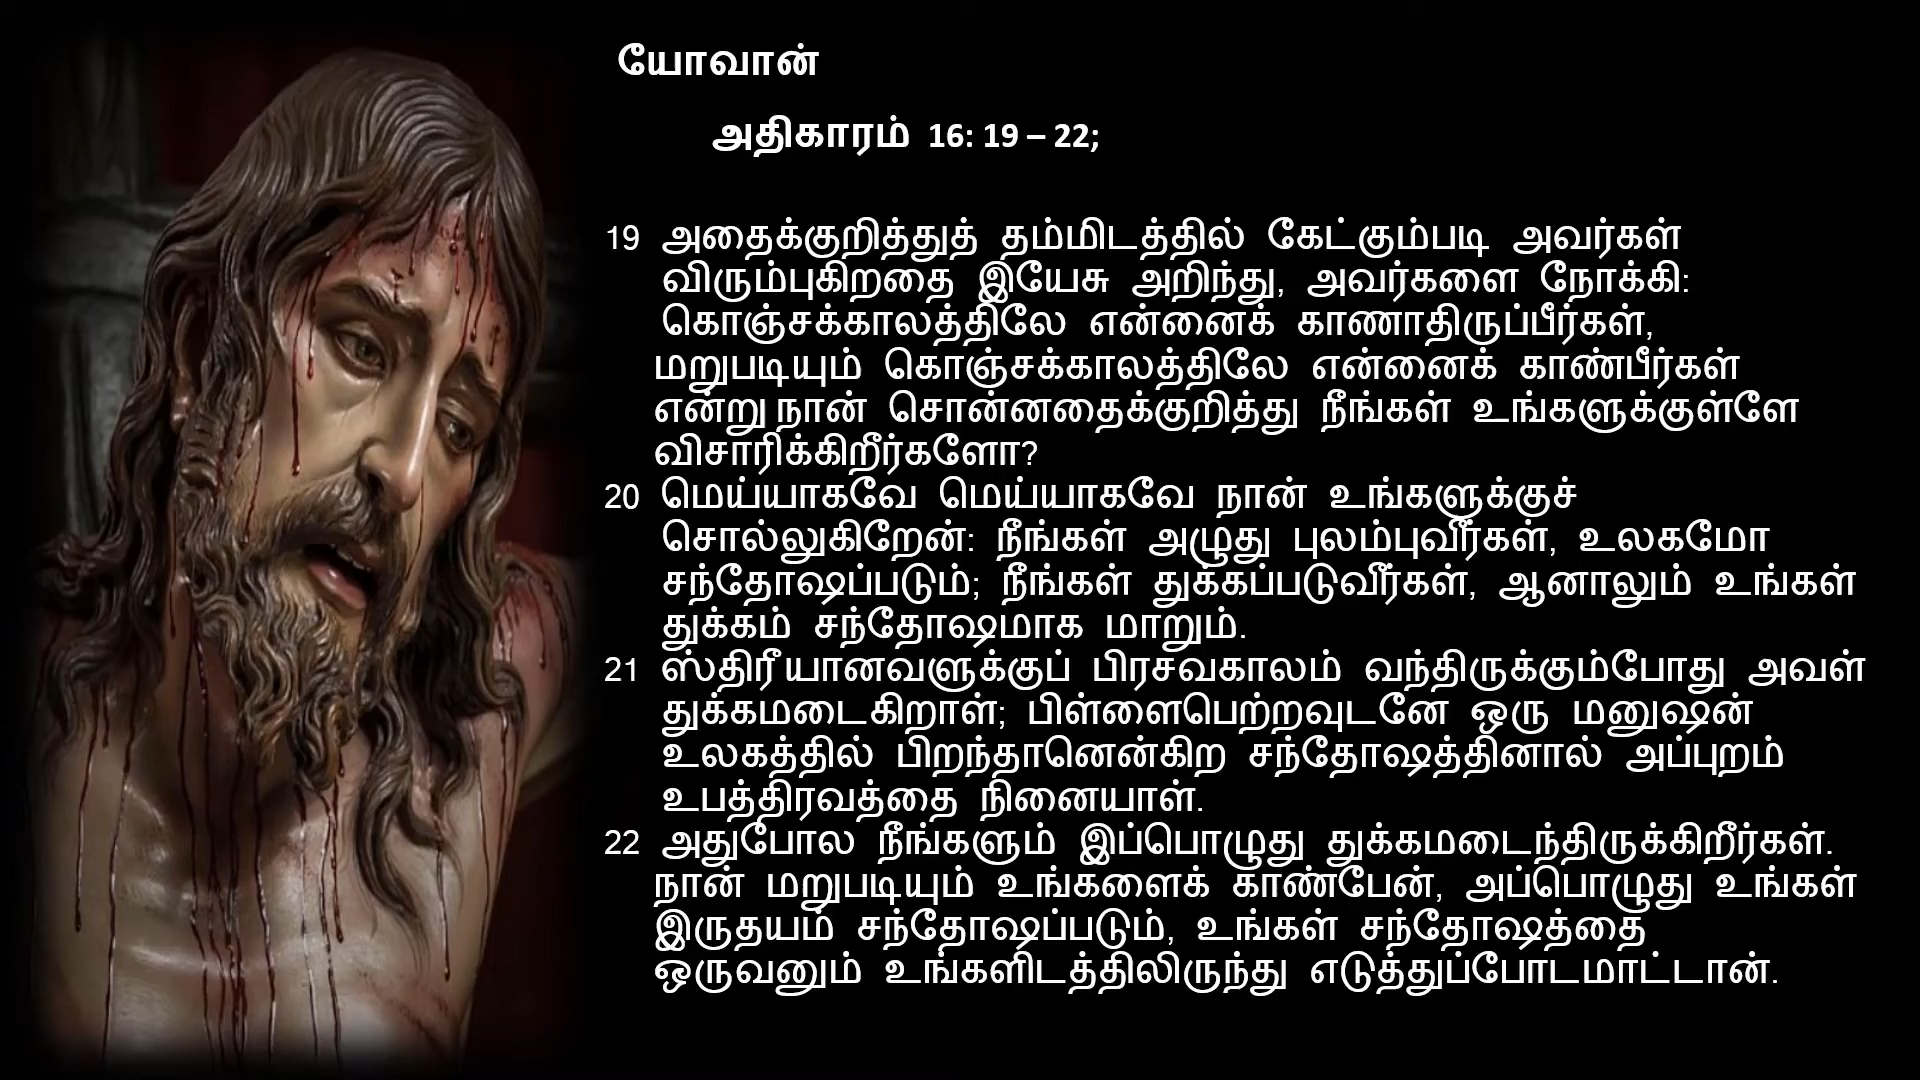 யோவான்
அதிகாரம் 16: 19 – 22;
19 அதைக்குறித்துத் தம்மிடத்தில் கேட்கும்படி அவர்கள்
விரும்புகிறதை இயேசு அறிந்து, அவர்களை நோக்கி:
கொஞ்சக்காலத்திலே என்னைக் காணாதிருப்பீர்கள்,
மறுபடியும் கொஞ்சக்காலத்திலே என்னைக் காண்பீர்கள்
என்று நான் சொன்னதைக்குறித்து நீங்கள் உங்களுக்குள்ளே
விசாரிக்கிறீர்களோ?
20 மெய்யாகவே மெய்யாகவே நான் உங்களுக்குச்
சொல்லுகிறேன்: நீங்கள் அழுது புலம்புவீர்கள், உலகமோ
சந்தோஷப்படும்; நீங்கள் துக்கப்படுவீர்கள், ஆனாலும் உங்கள்
துக்கம் சந்தோஷமாக மாறும்.
21 ஸ்திரீயானவளுக்குப் பிரசவகாலம் வந்திருக்கும்போது அவள்
துக்கமடைகிறாள்; பிள்ளைபெற்றவுடனே ஒரு மனுஷன்
உலகத்தில் பிறந்தானென்கிற சந்தோஷத்தினால் அப்புறம்
உபத்திரவத்தை நினையாள்.
22 அதுபோல நீங்களும் இப்பொழுது துக்கமடைந்திருக்கிறீர்கள்.
நான் மறுபடியும் உங்களைக் காண்பேன், அப்பொழுது உங்கள்
இருதயம் சந்தோஷப்படும், உங்கள் சந்தோஷத்தை
ஒருவனும் உங்களிடத்திலிருந்து எடுத்துப்போடமாட்டான்.